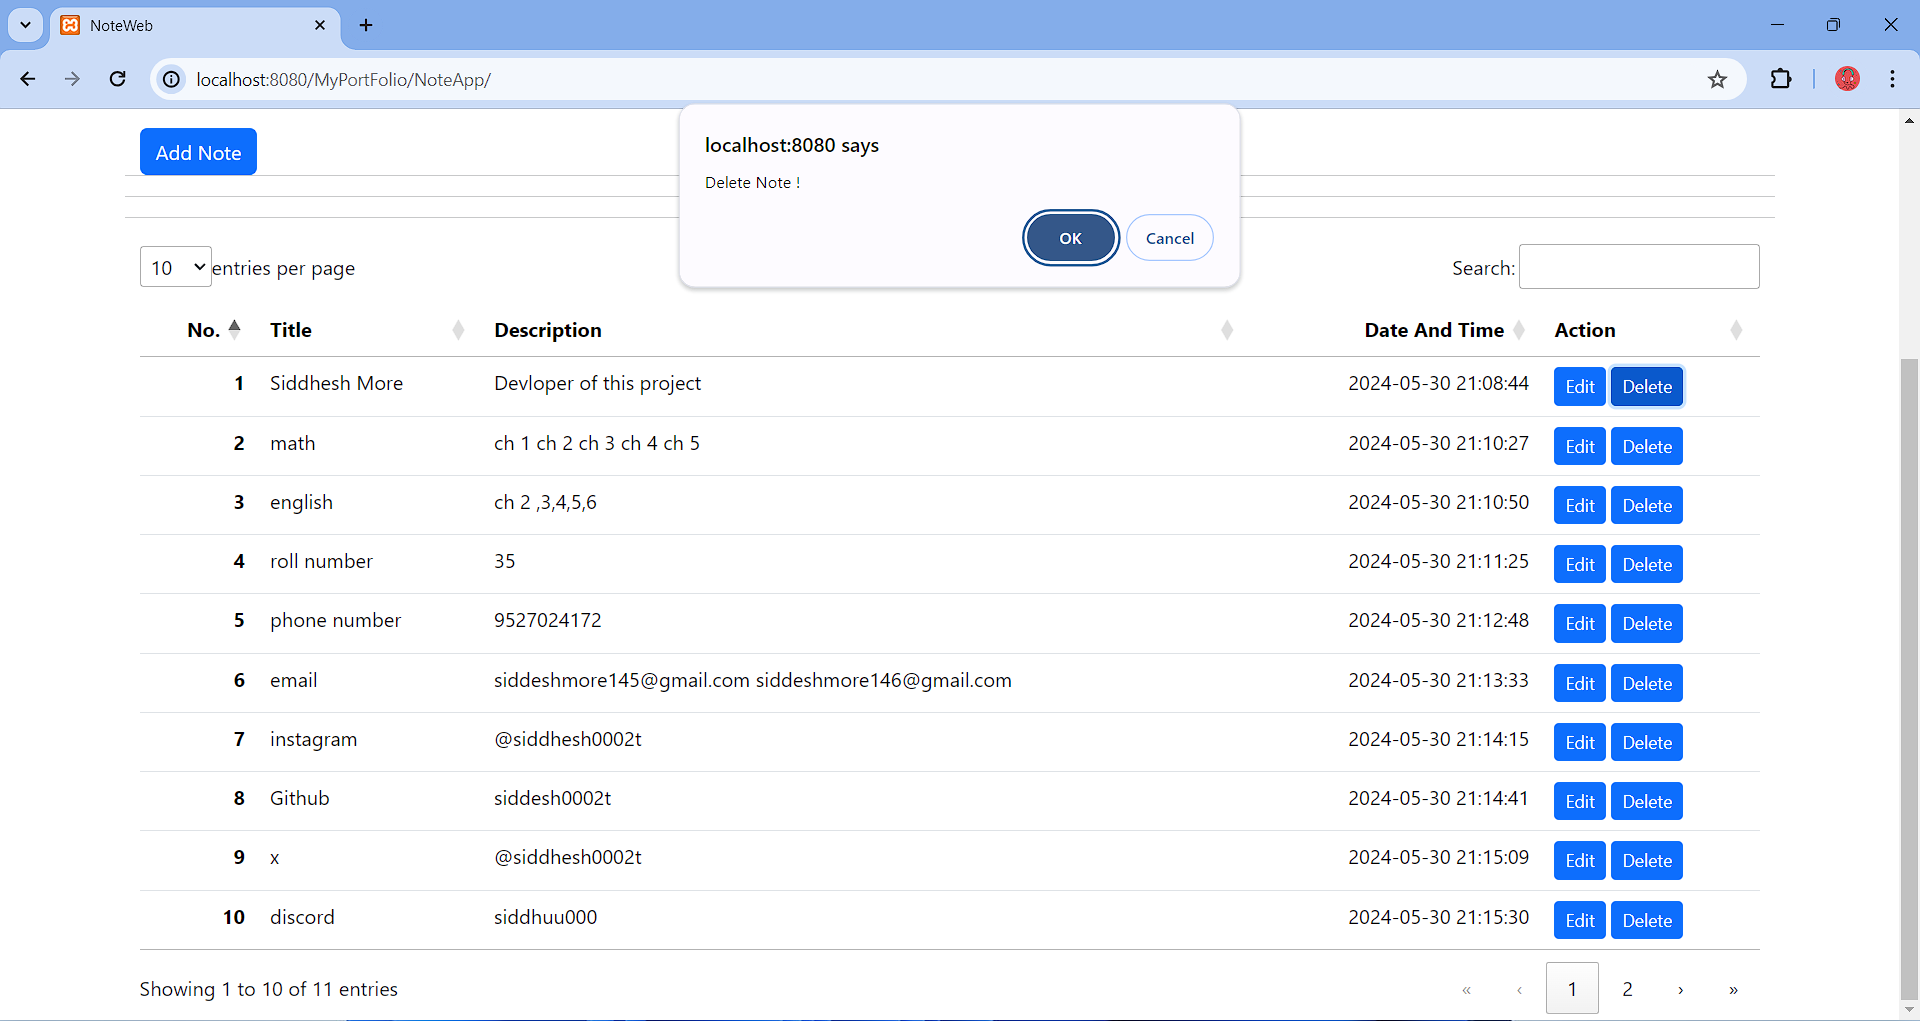 NoteWeb
localhost:8080/MyPortFolio/NoteApp/
localhost:8080 says
Delete Note !
OK Cancel
Add Note
10 entries per page Search:
No. Title Description Date And Time Action
1 Siddhesh More Devloper of this project 2024-05-30 21:08:44 Edit Delete
2 math ch 1 ch 2 ch 3 ch 4 ch 5 2024-05-30 21:10:27 Edit Delete
3 english ch 2 ,3,4,5,6 2024-05-30 21:10:50 Edit Delete
4 roll number 35 2024-05-30 21:11:25 Edit Delete
5 phone number 9527024172 2024-05-30 21:12:48 Edit Delete
6 email siddeshmore145@gmail.com siddeshmore146@gmail.com 2024-05-30 21:13:33 Edit Delete
7 instagram @siddhesh0002t 2024-05-30 21:14:15 Edit Delete
8 Github siddesh0002t 2024-05-30 21:14:41 Edit Delete
9 x @siddhesh0002t 2024-05-30 21:15:09 Edit Delete
10 discord siddhuu000 2024-05-30 21:15:30 Edit Delete
Showing 1 to 10 of 11 entries « ‹ 1 2 › »